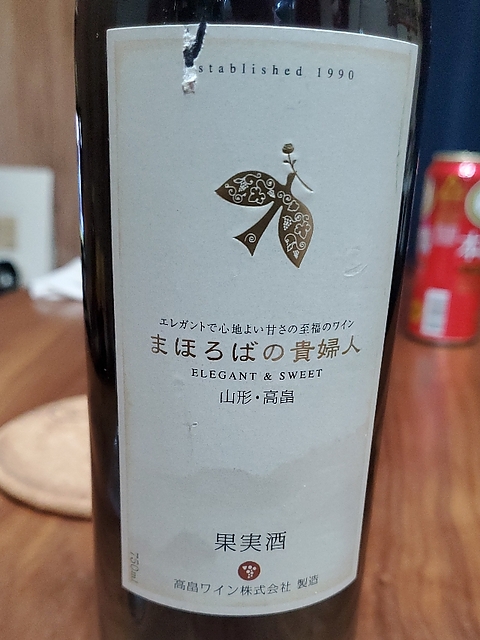 established 1990
エレガントで心地よい甘さの至福のワイン
まほろばの貴婦人
ELEGANT & SWEET
山形・高畠
果実酒
750ml
高畠ワイン株式会社 製造